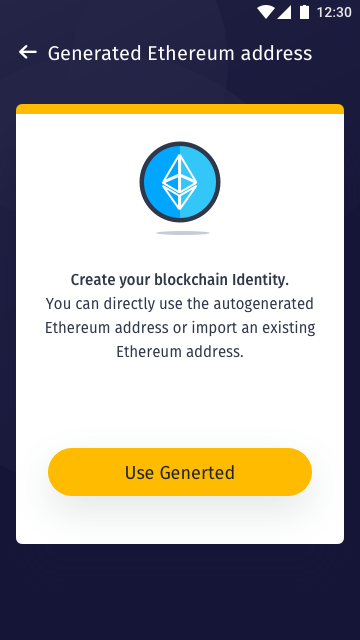 12:30
Generated Ethereum address
Create your blockchain Identity.
You can directly use the autogenerated
Ethereum address or import an existing
Ethereum address.
Use Generted